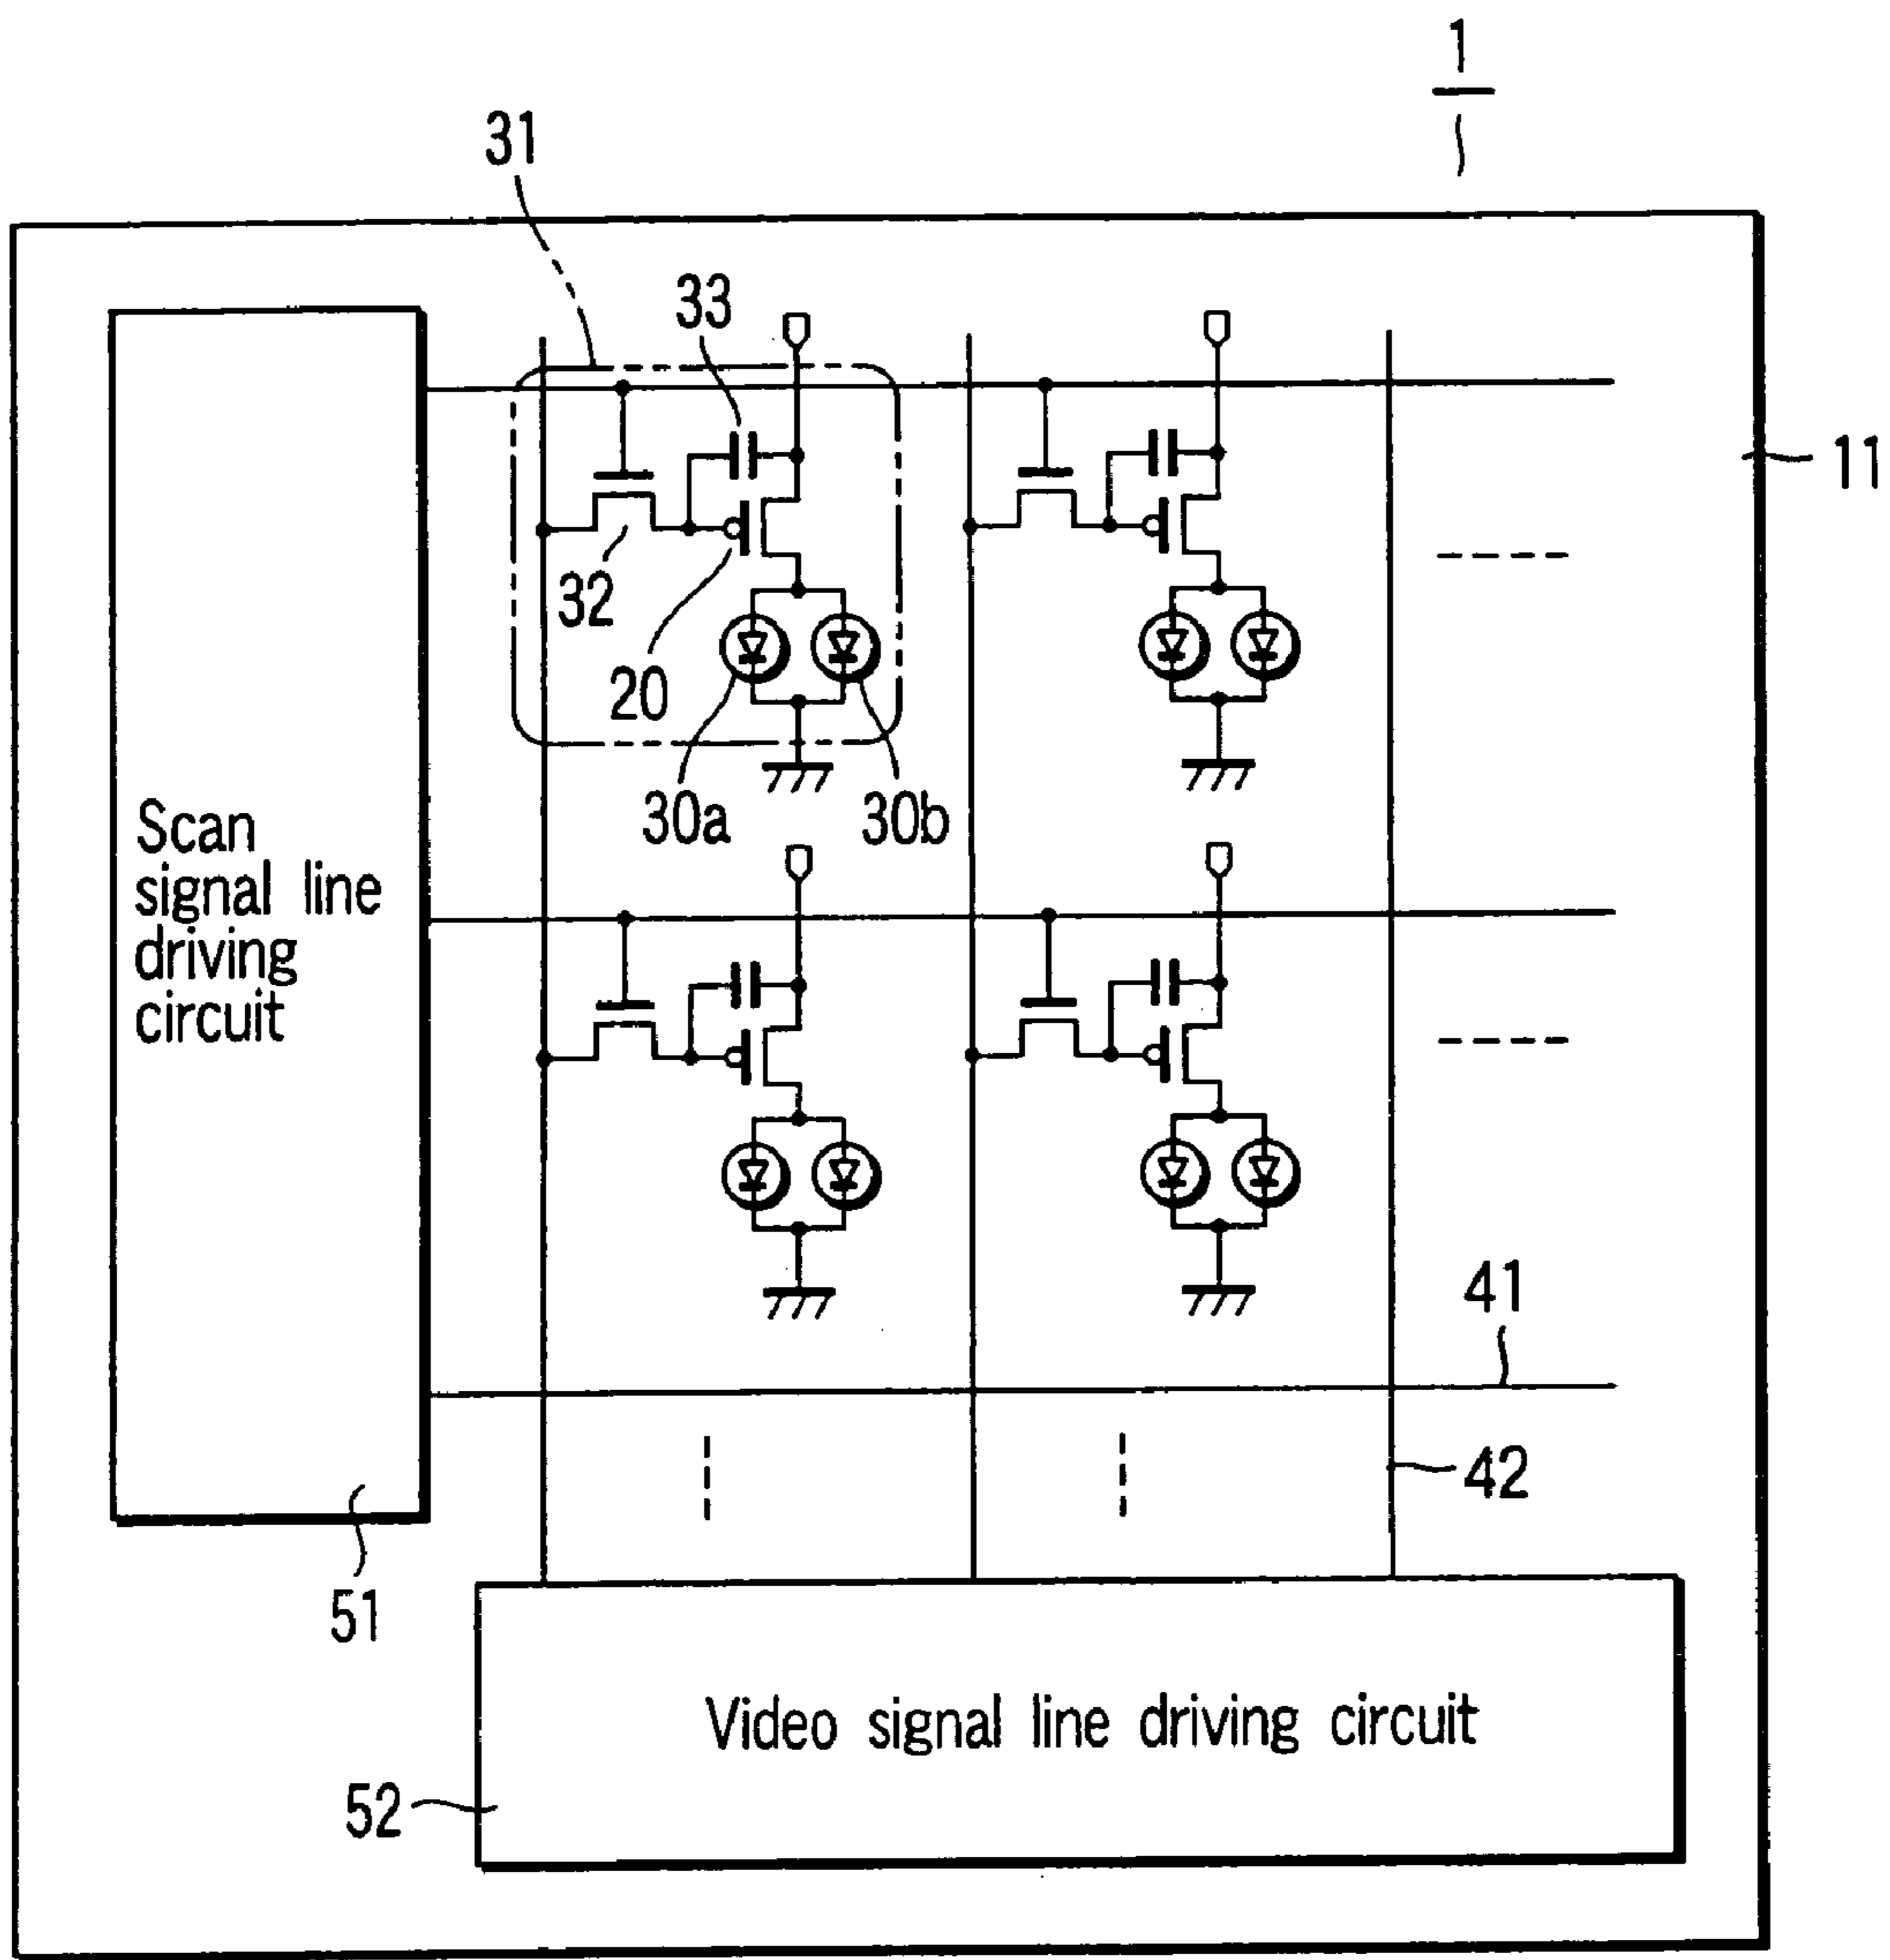 1
31
33
11
32
20
30a
30b
Scan
signal line
driving
circuit
41
42
51
Video signal line driving circuit
52